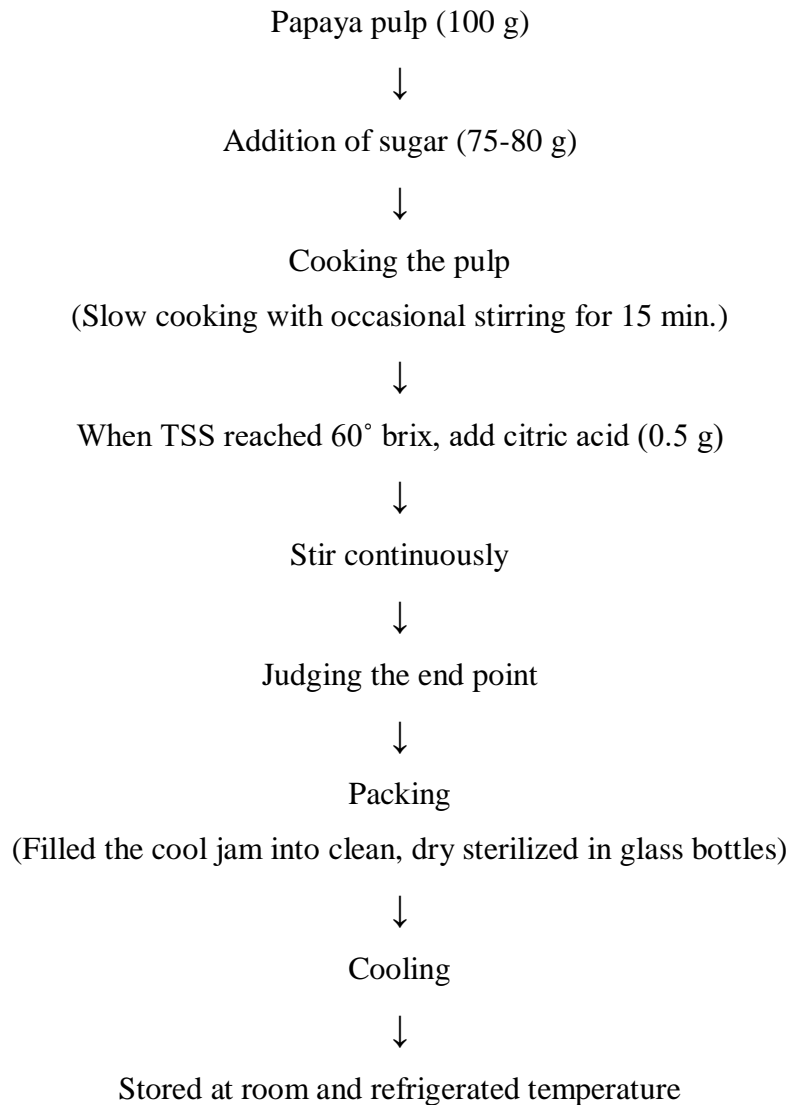 Papaya pulp (100 g)
↓
Addition of sugar (75-80 g)
↓
Cooking the pulp
(Slow cooking with occasional stirring for 15 min.)
↓
When TSS reached 60˚ brix, add citric acid (0.5 g)
↓
Stir continuously
↓
Judging the end point
↓
Packing
(Filled the cool jam into clean, dry sterilized in glass bottles)
↓
Cooling
↓
Stored at room and refrigerated temperature